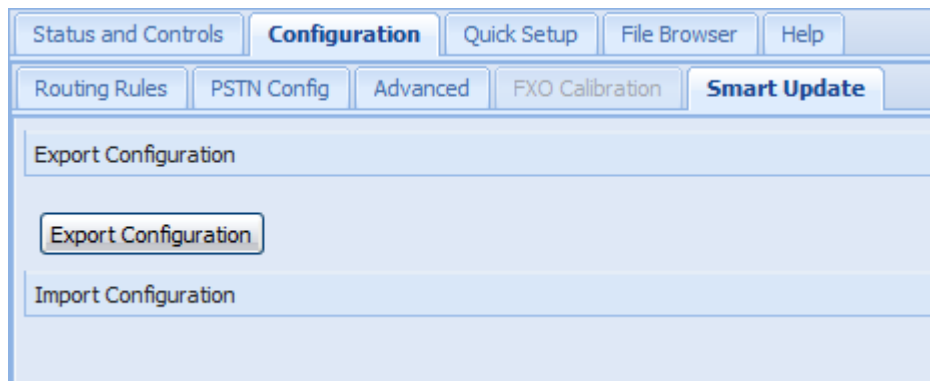 Status and Controls Configuration Quick Setup File Browser Help
Routing Rules PSTN Config Advanced FXO Calibration Smart Update
Export Configuration
Export Configuration
Import Configuration